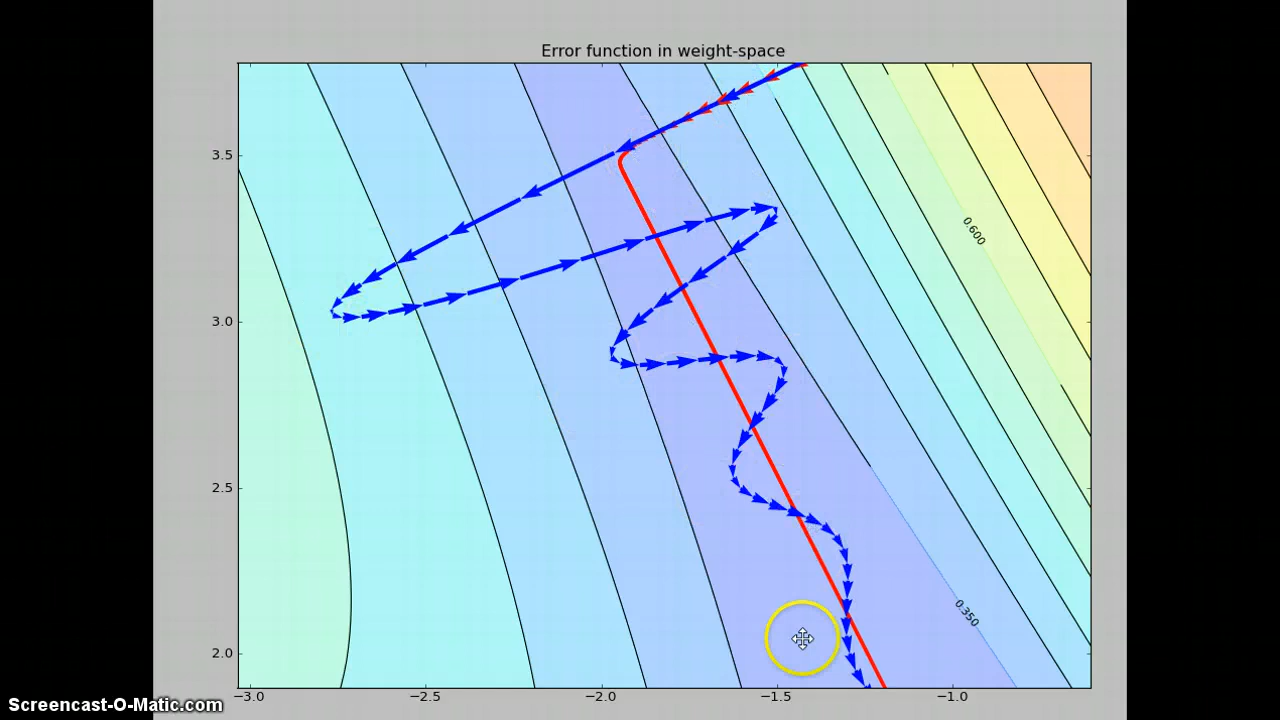 Error function in weight-space
3.5
0.600
3.0
2.5
0.350
2.0
−3.0 −2.5 −2.0 −1.5 −1.0
Screencast-O-Matic.com